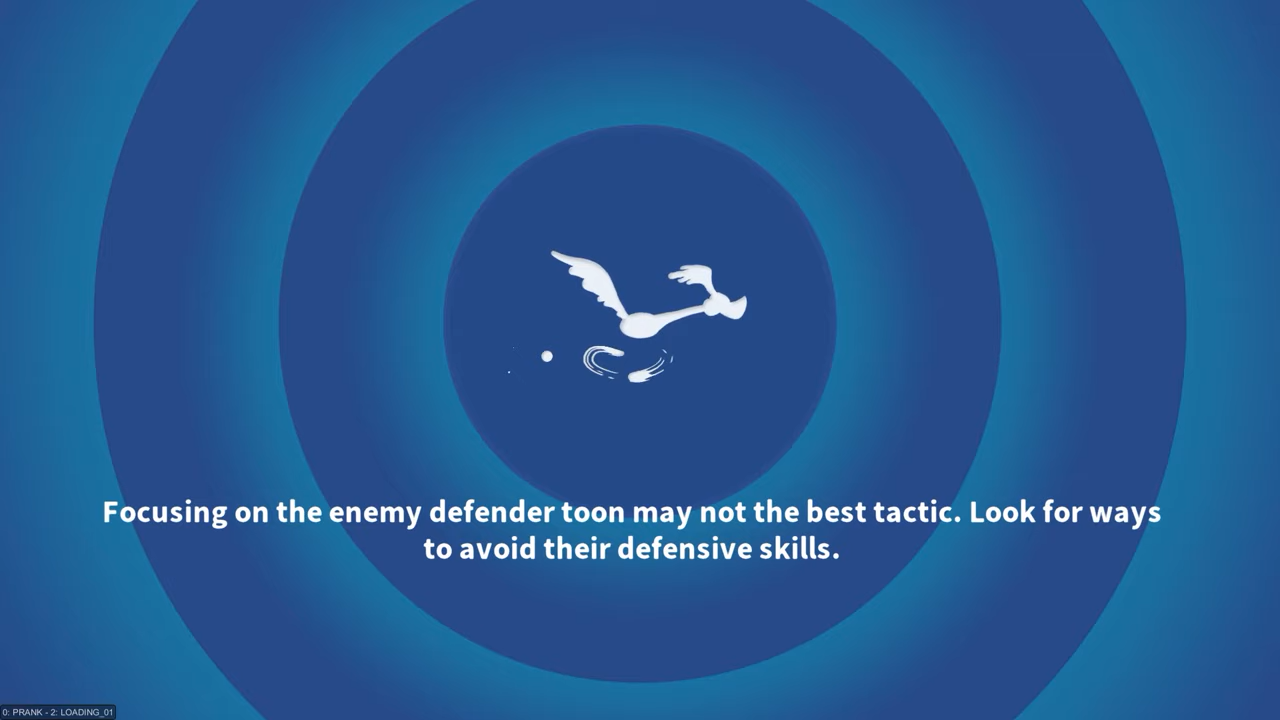 Focusing on the enemy defender toon may not the best tactic. Look for ways
to avoid their defensive skills.
0: PRANK - 2: LOADING_01